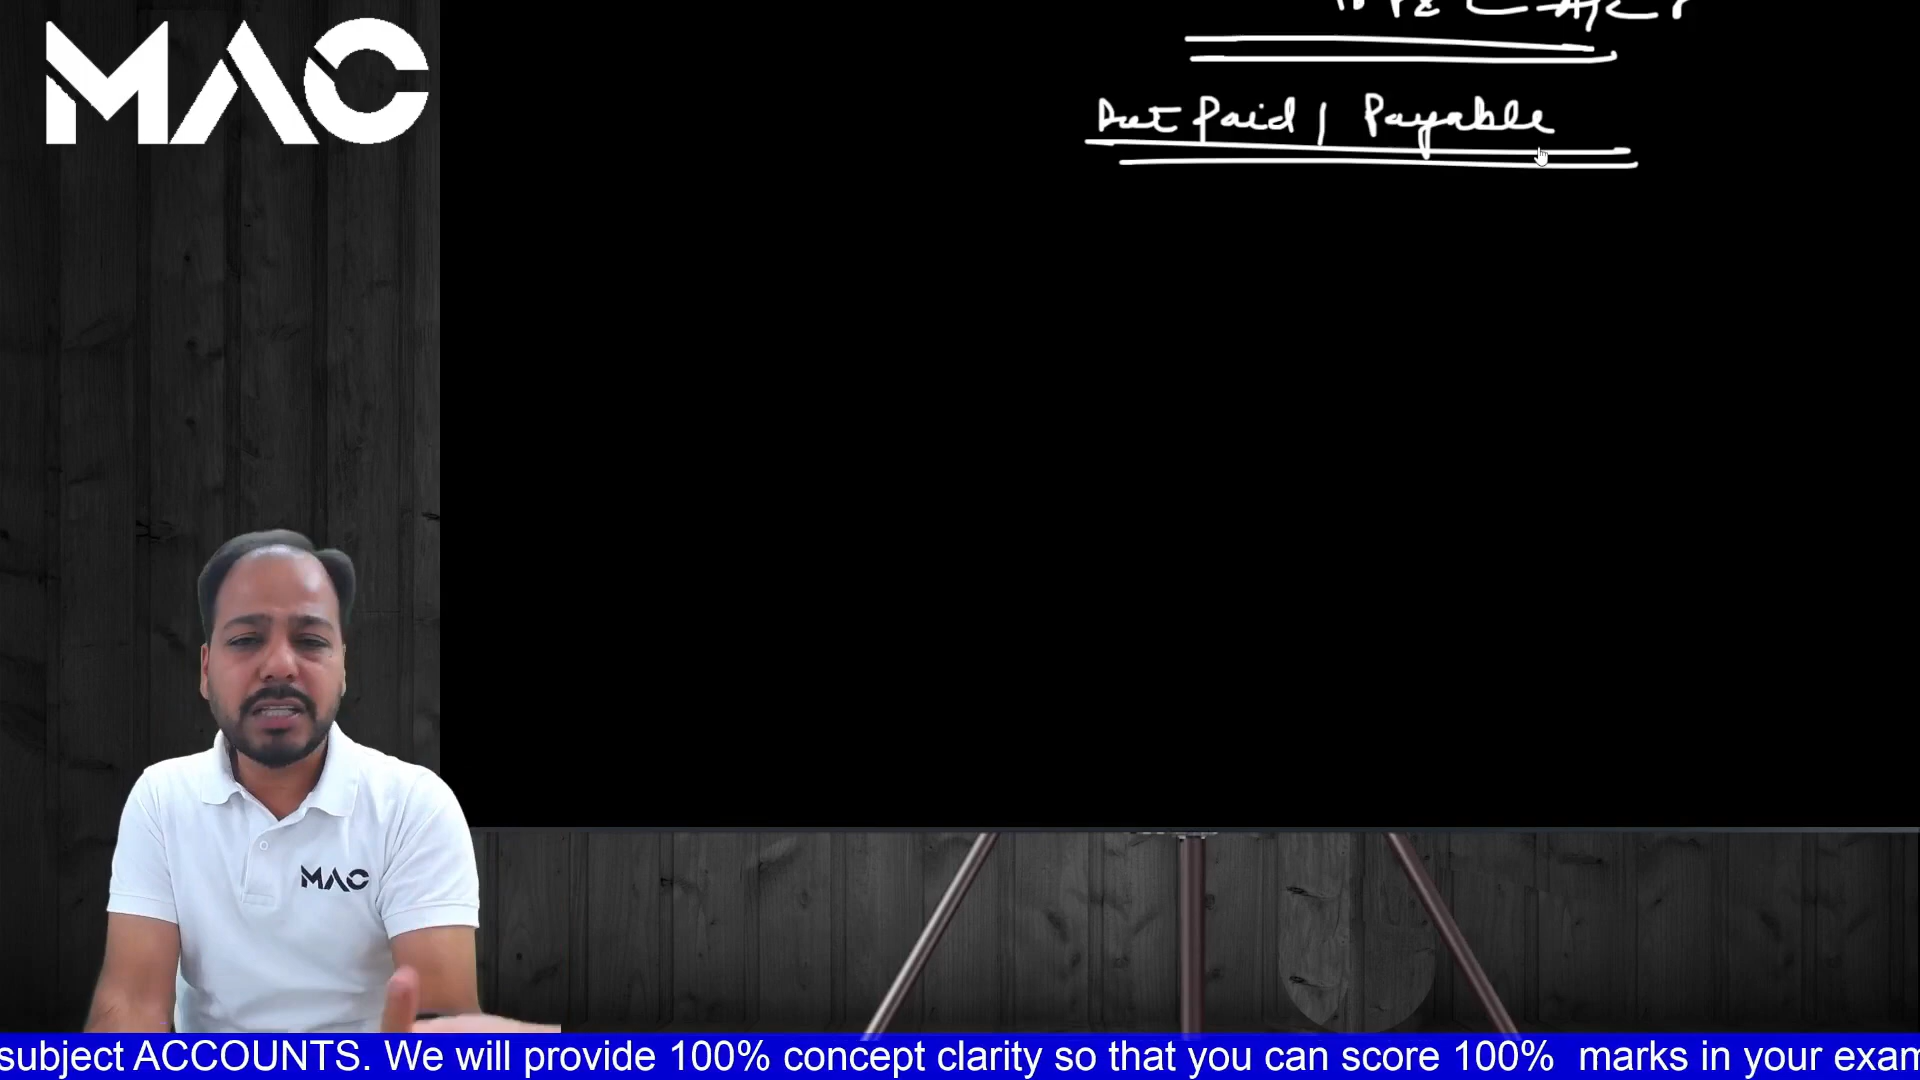 MAC
Amt Paid / Payable
MAC
subject ACCOUNTS. We will provide 100% concept clarity so that you can score 100% marks in your exam